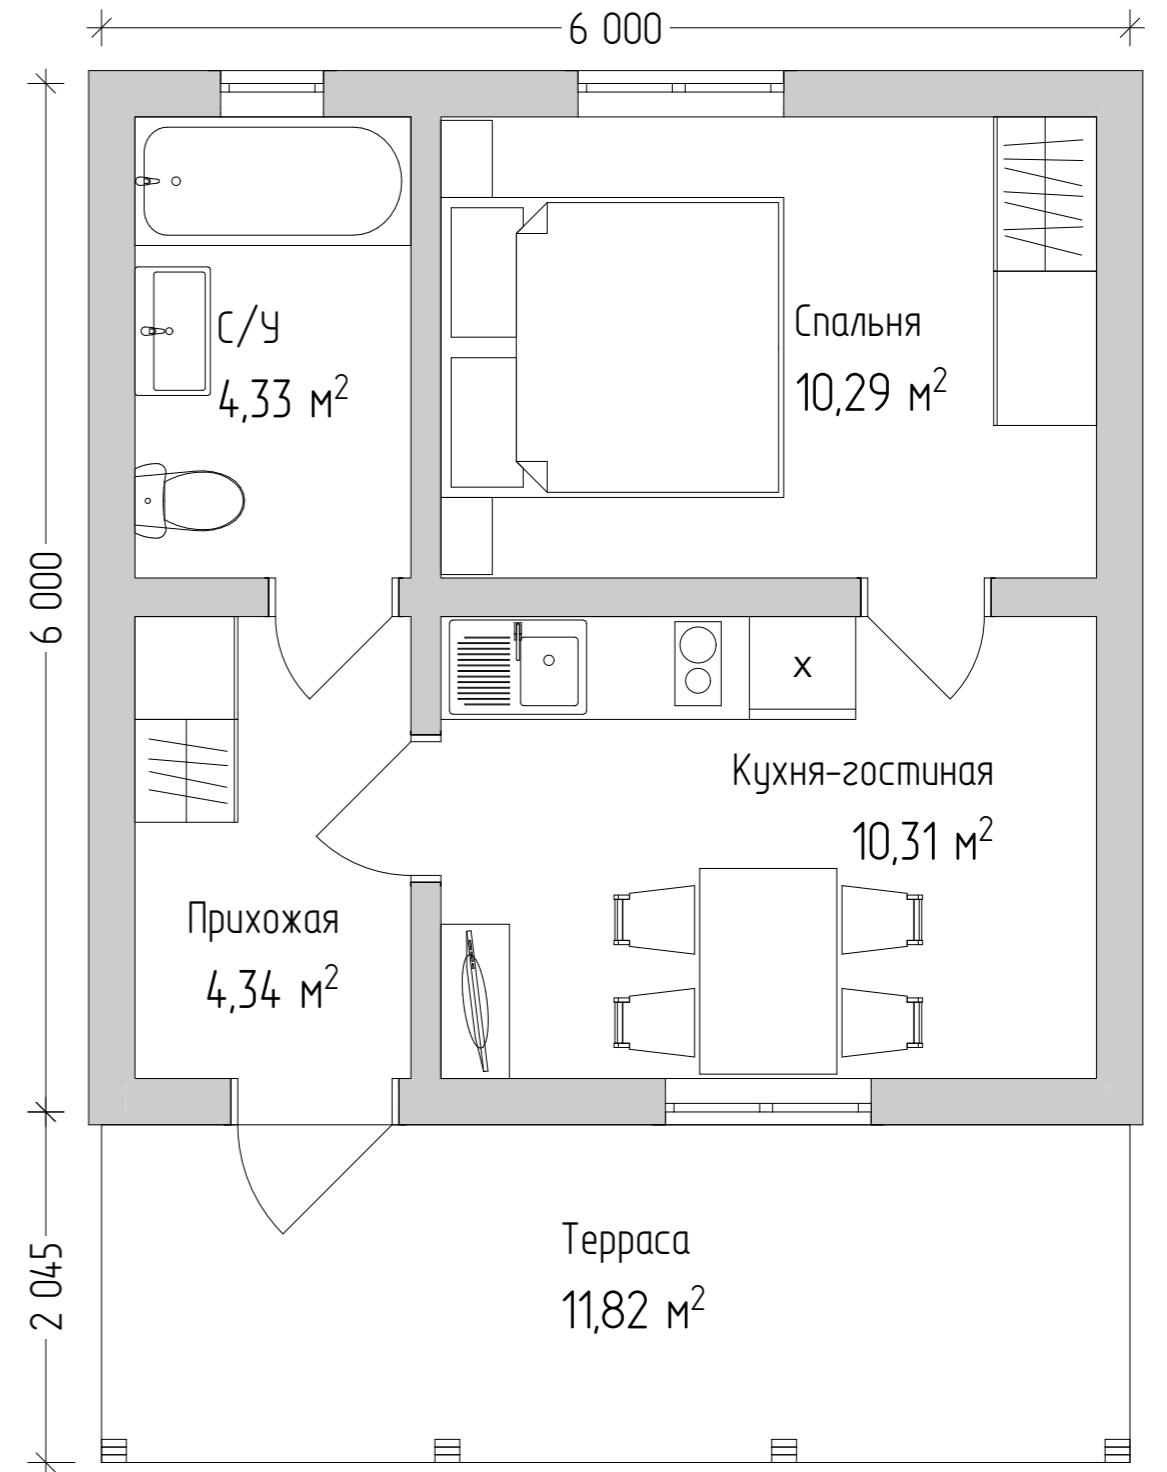 6 000
С/У
4,33 м²
Спальня
10,29 м²
6 000
х
Кухня-гостиная
10,31 м²
Прихожая
4,34 м²
2 045
Терраса
11,82 м²